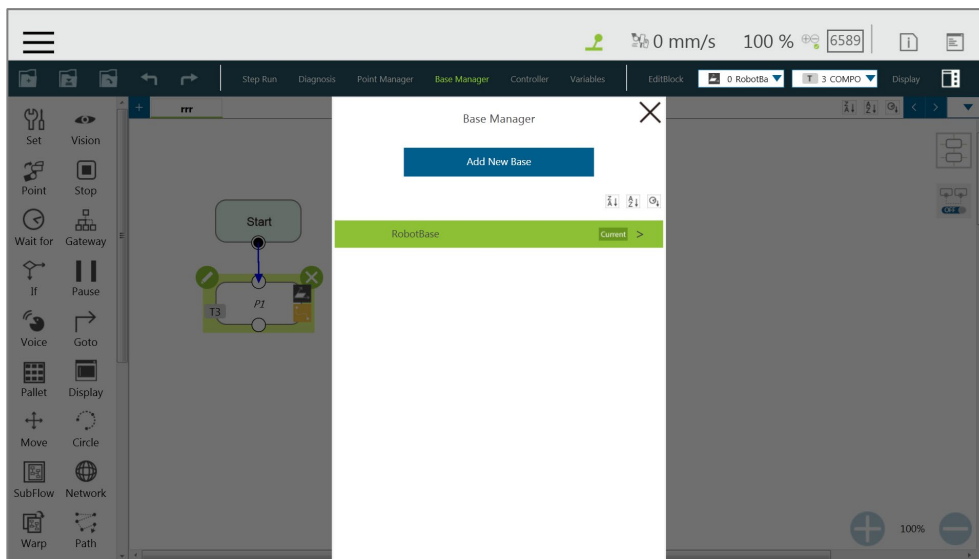 0 mm/s 100 % 6589
Step Run Diagnosis Point Manager Base Manager Controller Variables EditBlock 0 RobotBa T 3 COMPO Display
rrr
Set Vision
Point Stop
Wait for Gateway
If Pause
Voice Goto
Pallet Display
Move Circle
SubFlow Network
Warp Path
Start
P1
T3
Base Manager
Add New Base
RobotBase Current >
OFF
100%